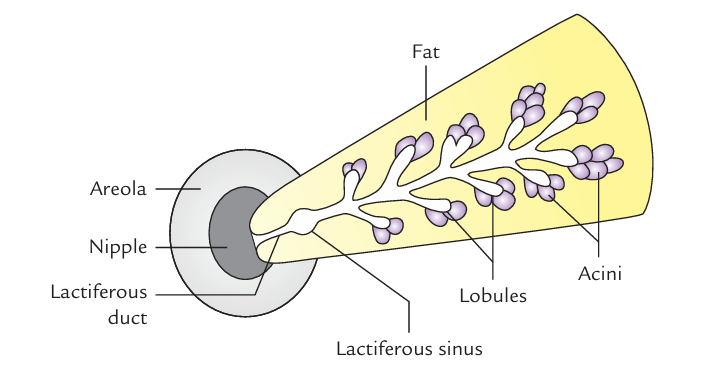 Fat
Areola
Nipple
Lactiferous
duct
Acini
Lobules
Lactiferous sinus